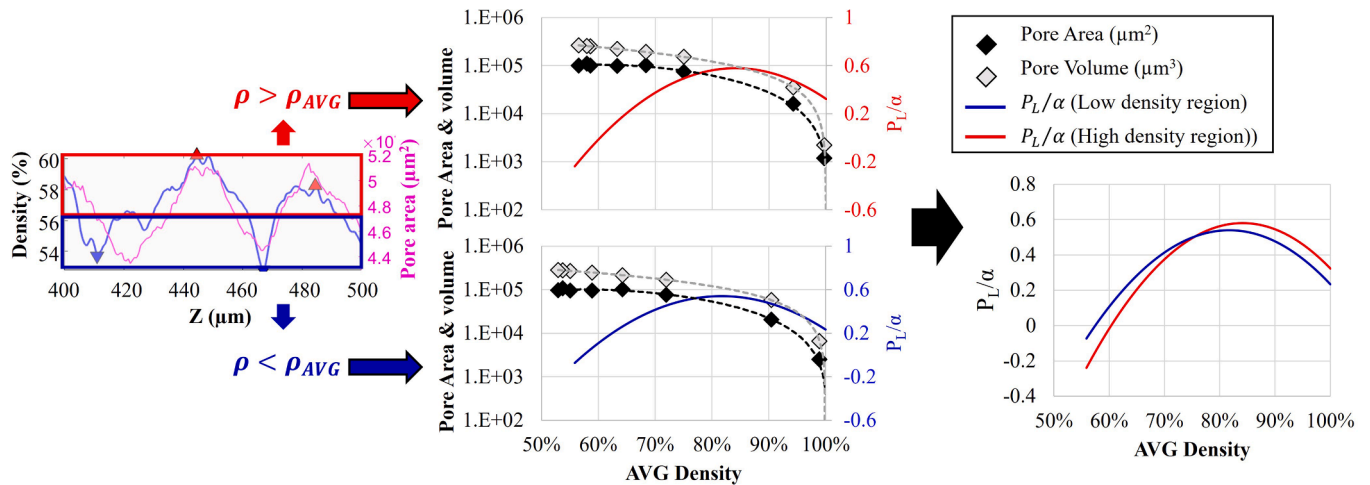 ρ > ρAVG
Density (%)
60
58
56
54
×10
5.2
5
4.8
4.6
4.4
Pore area (μm²)
400 420 440 460 480 500
Z (μm)
ρ < ρAVG
Pore Area & volume
1.E+06
1.E+05
1.E+04
1.E+03
1.E+02
1
0.6
0.2
-0.2
-0.6
PL/α
Pore Area & volume
1.E+06
1.E+05
1.E+04
1.E+03
1.E+02
1
0.6
0.2
-0.2
-0.6
PL/α
50% 60% 70% 80% 90% 100%
AVG Density
Pore Area (μm²)
Pore Volume (μm³)
PL/α (Low density region)
PL/α (High density region))
PL/α
0.8
0.6
0.4
0.2
0
-0.2
-0.4
50% 60% 70% 80% 90% 100%
AVG Density